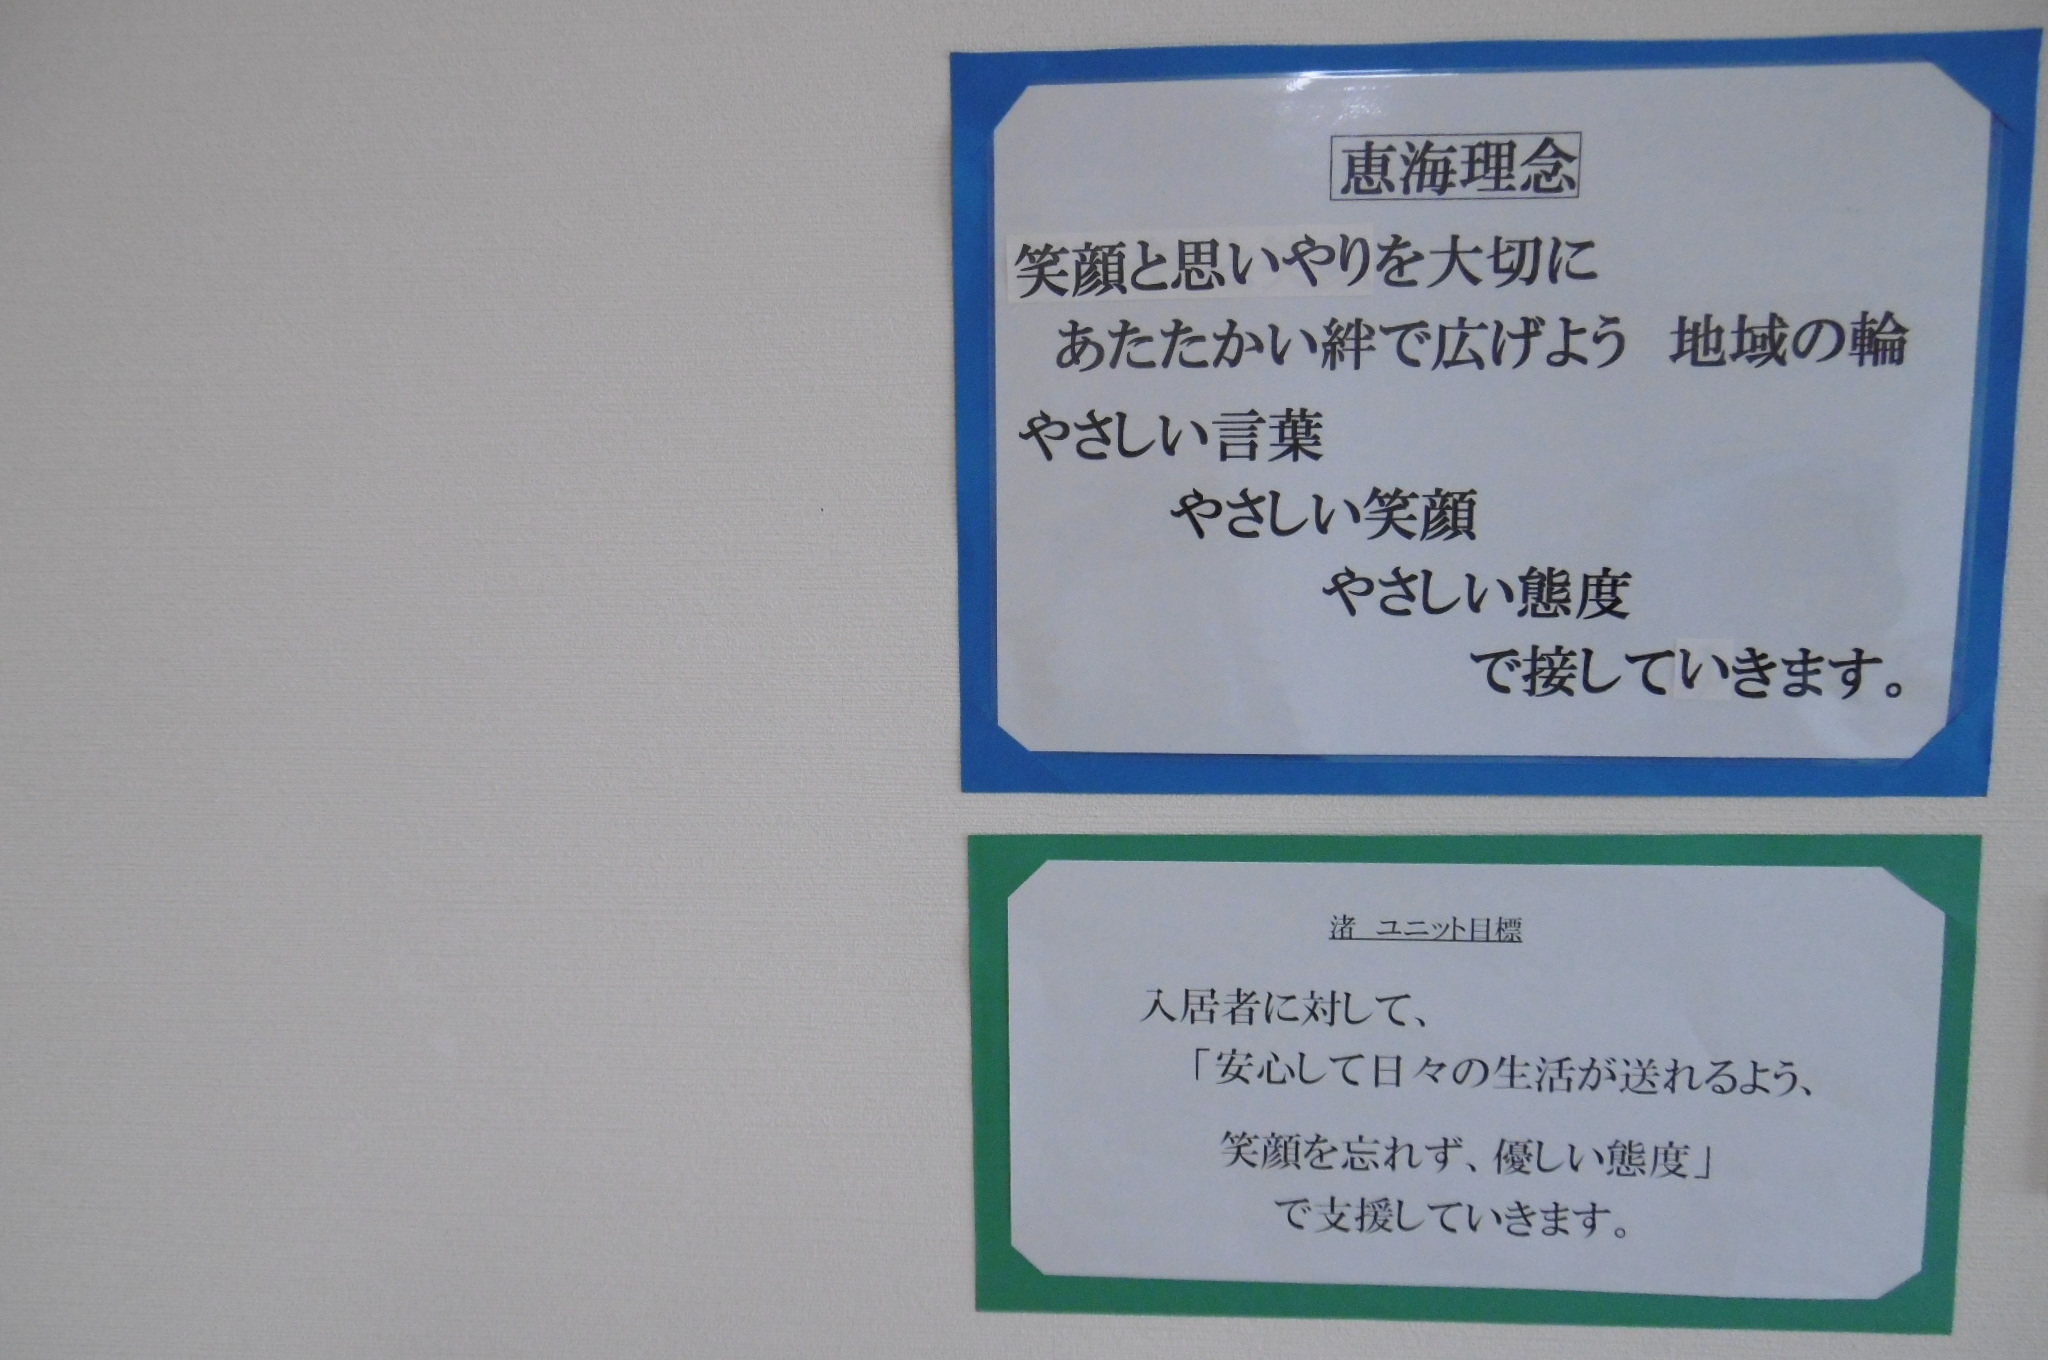 恵海理念
笑顔と思いやりを大切に
あたたかい絆で広げよう　地域の輪
やさしい言葉
やさしい笑顔
やさしい態度
で接していきます。
渚　ユニット目標
入居者に対して、
「安心して日々の生活が送れるよう、
笑顔を忘れず、優しい態度」
で支援していきます。